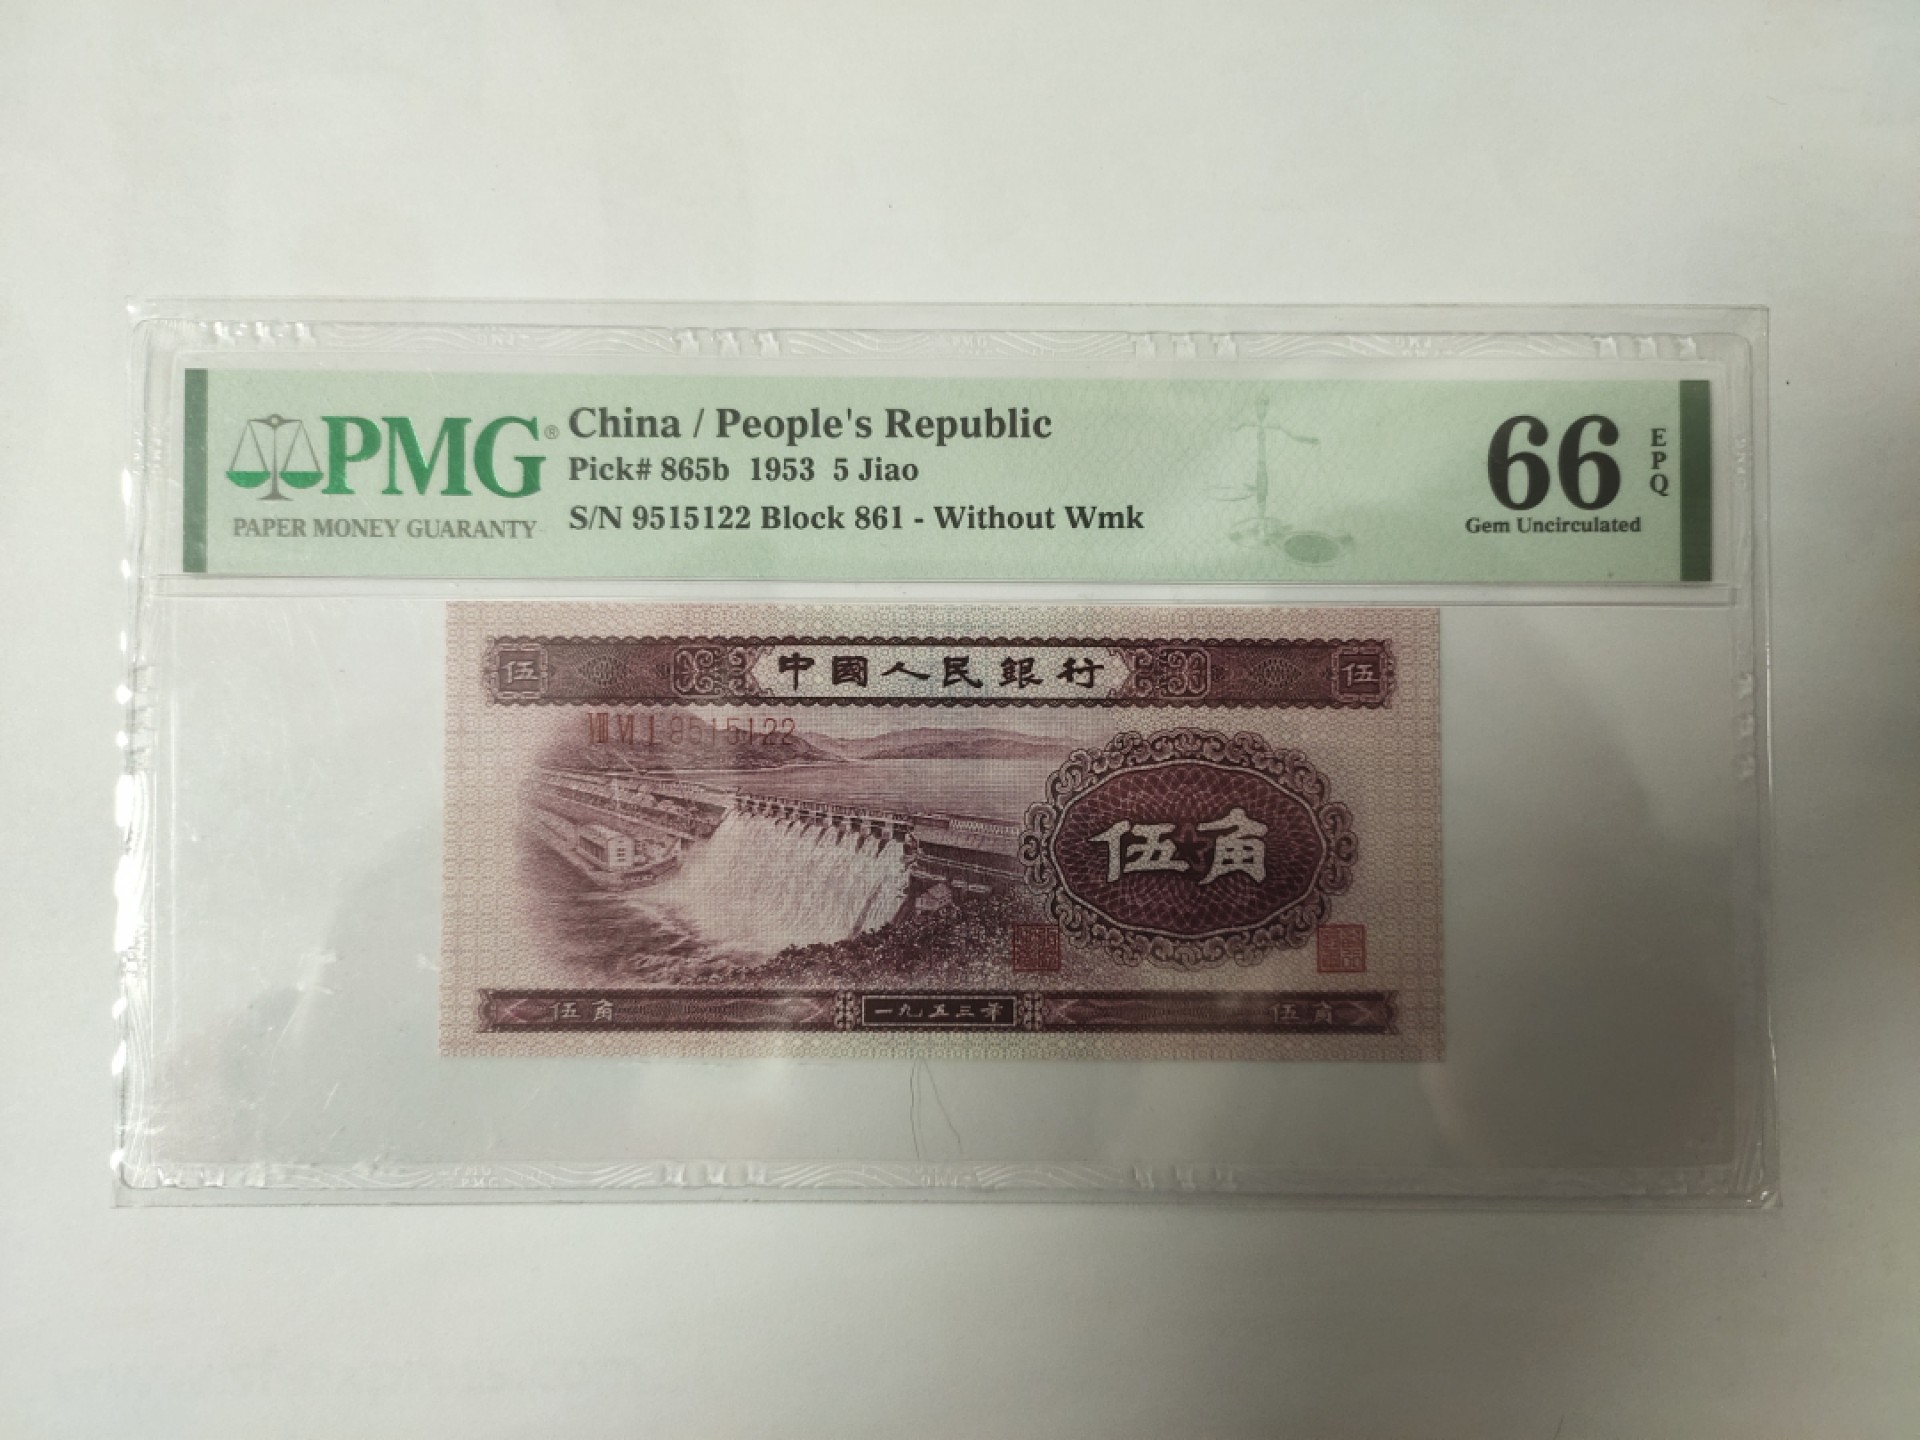 PMG®
PAPER MONEY GUARANTY
China / People's Republic
Pick# 865b 1953 5 Jiao
S/N 9515122 Block 861 - Without Wmk
66
EPQ
Gem Uncirculated
伍 中國人民銀行 伍
VIII VI I 9515122
伍角
伍角 一九五三年 伍角